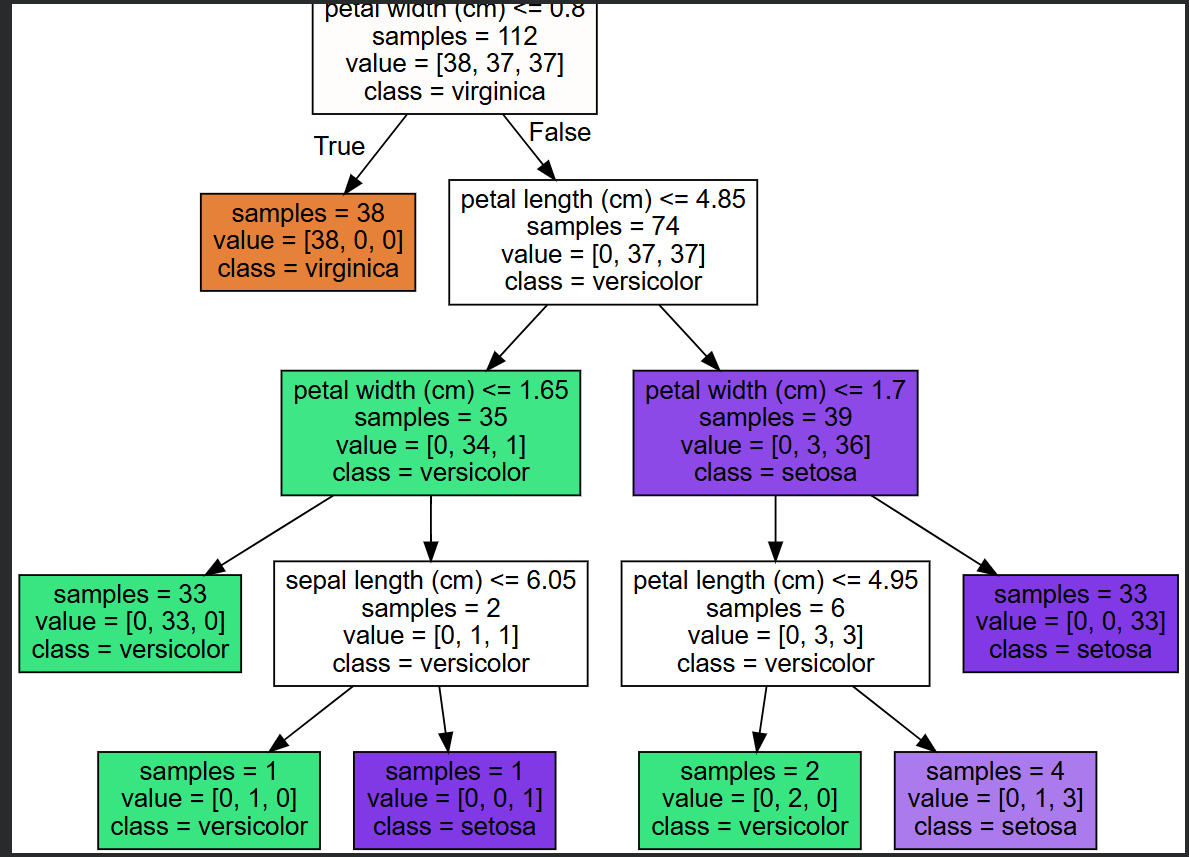 petal width (cm) <= 0.8
samples = 112
value = [38, 37, 37]
class = virginica
True
False
samples = 38
value = [38, 0, 0]
class = virginica
petal length (cm) <= 4.85
samples = 74
value = [0, 37, 37]
class = versicolor
petal width (cm) <= 1.65
samples = 35
value = [0, 34, 1]
class = versicolor
petal width (cm) <= 1.7
samples = 39
value = [0, 3, 36]
class = setosa
samples = 33
value = [0, 33, 0]
class = versicolor
sepal length (cm) <= 6.05
samples = 2
value = [0, 1, 1]
class = versicolor
petal length (cm) <= 4.95
samples = 6
value = [0, 3, 3]
class = versicolor
samples = 33
value = [0, 0, 33]
class = setosa
samples = 1
value = [0, 1, 0]
class = versicolor
samples = 1
value = [0, 0, 1]
class = setosa
samples = 2
value = [0, 2, 0]
class = versicolor
samples = 4
value = [0, 1, 3]
class = setosa